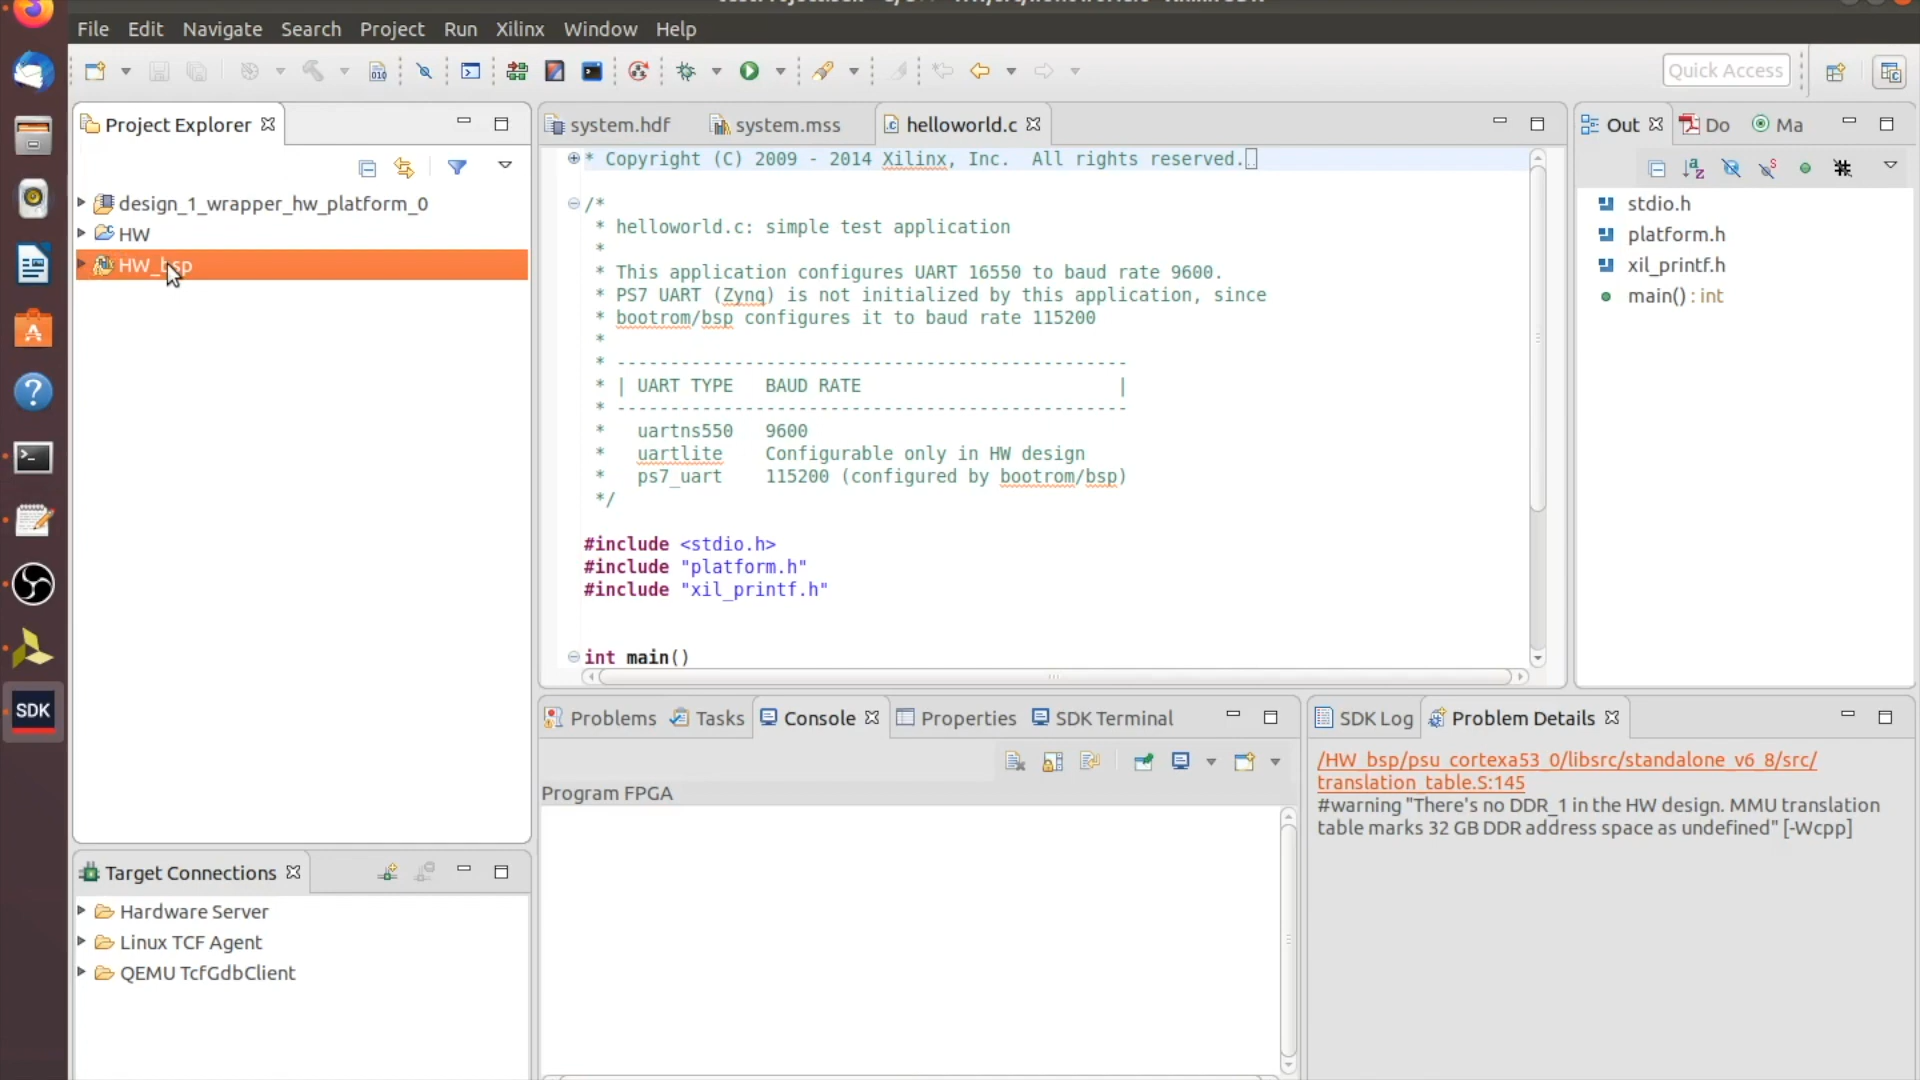 File Edit Navigate Search Project Run Xilinx Window Help
Quick Access
Project Explorer
design_1_wrapper_hw_platform_0
HW
HW_bsp
system.hdf system.mss helloworld.c
* Copyright (C) 2009 - 2014 Xilinx, Inc. All rights reserved.
/*
* helloworld.c: simple test application
*
* This application configures UART 16550 to baud rate 9600.
* PS7 UART (Zynq) is not initialized by this application, since
* bootrom/bsp configures it to baud rate 115200
*
* ------------------------------------------------
* | UART TYPE BAUD RATE |
* ------------------------------------------------
* uartns550 9600
* uartlite Configurable only in HW design
* ps7_uart 115200 (configured by bootrom/bsp)
*/
#include <stdio.h>
#include "platform.h"
#include "xil_printf.h"
int main()
Out Do Ma
stdio.h
platform.h
xil_printf.h
main() : int
Problems Tasks Console Properties SDK Terminal
Program FPGA
SDK Log Problem Details
/HW_bsp/psu_cortexa53_0/libsrc/standalone_v6_8/src/
translation_table.S:145
#warning "There's no DDR_1 in the HW design. MMU translation
table marks 32 GB DDR address space as undefined" [-Wcpp]
Target Connections
Hardware Server
Linux TCF Agent
QEMU TcfGdbClient
SDK